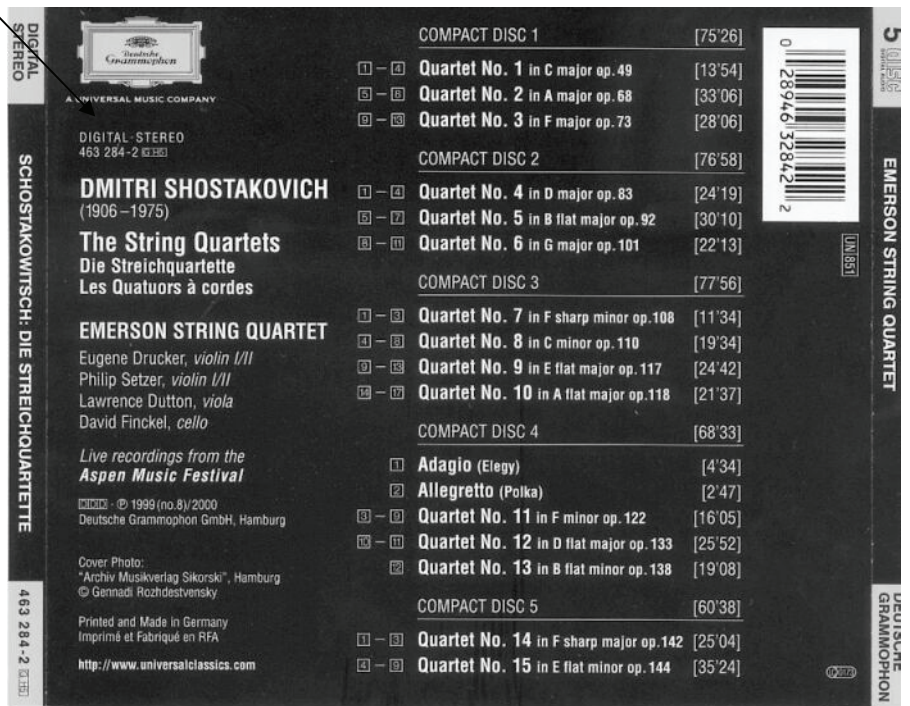 DIGITAL
STEREO
SCHOSTAKOWITSCH: DIE STREICHQUARTETTE
463 284-2 GH5
Deutsche
Grammophon
A UNIVERSAL MUSIC COMPANY
DIGITAL-STEREO
463 284-2 GH5
DMITRI SHOSTAKOVICH
(1906–1975)
The String Quartets
Die Streichquartette
Les Quatuors à cordes
EMERSON STRING QUARTET
Eugene Drucker, violin I/II
Philip Setzer, violin I/II
Lawrence Dutton, viola
David Finckel, cello
Live recordings from the
Aspen Music Festival
DDD · ℗ 1999 (no.8)/2000
Deutsche Grammophon GmbH, Hamburg
Cover Photo:
"Archiv Musikverlag Sikorski", Hamburg
© Gennadi Rozhdestvensky
Printed and Made in Germany
Imprimé et Fabriqué en RFA
http://www.universalclassics.com
COMPACT DISC 1 [75'26]
1 – 4 Quartet No. 1 in C major op. 49 [13'54]
5 – 8 Quartet No. 2 in A major op. 68 [33'06]
9 – 13 Quartet No. 3 in F major op. 73 [28'06]
COMPACT DISC 2 [76'58]
1 – 4 Quartet No. 4 in D major op. 83 [24'19]
5 – 7 Quartet No. 5 in B flat major op. 92 [30'10]
8 – 11 Quartet No. 6 in G major op. 101 [22'13]
COMPACT DISC 3 [77'56]
1 – 3 Quartet No. 7 in F sharp minor op. 108 [11'34]
4 – 8 Quartet No. 8 in C minor op. 110 [19'34]
9 – 13 Quartet No. 9 in E flat major op. 117 [24'42]
14 – 17 Quartet No. 10 in A flat major op. 118 [21'37]
COMPACT DISC 4 [68'33]
1 Adagio (Elegy) [4'34]
2 Allegretto (Polka) [2'47]
3 – 9 Quartet No. 11 in F minor op. 122 [16'05]
10 – 11 Quartet No. 12 in D flat major op. 133 [25'52]
12 Quartet No. 13 in B flat minor op. 138 [19'08]
COMPACT DISC 5 [60'38]
1 – 3 Quartet No. 14 in F sharp major op. 142 [25'04]
4 – 9 Quartet No. 15 in E flat minor op. 144 [35'24]
0 28946 32842 2
UN 851
5 disc
DIGITAL AUDIO
EMERSON STRING QUARTET
DEUTSCHE
GRAMMOPHON